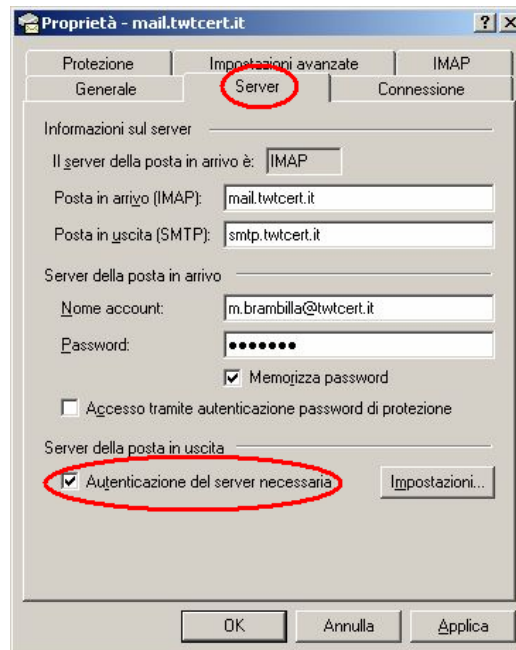 Proprietà - mail.twtcert.it
Protezione Impostazioni avanzate IMAP
Generale Server Connessione
Informazioni sul server
Il server della posta in arrivo è: IMAP
Posta in arrivo (IMAP): mail.twtcert.it
Posta in uscita (SMTP): smtp.twtcert.it
Server della posta in arrivo
Nome account: m.brambilla@twtcert.it
Password: ●●●●●●●
Memorizza password
Accesso tramite autenticazione password di protezione
Server della posta in uscita
Autenticazione del server necessaria Impostazioni...
OK Annulla Applica